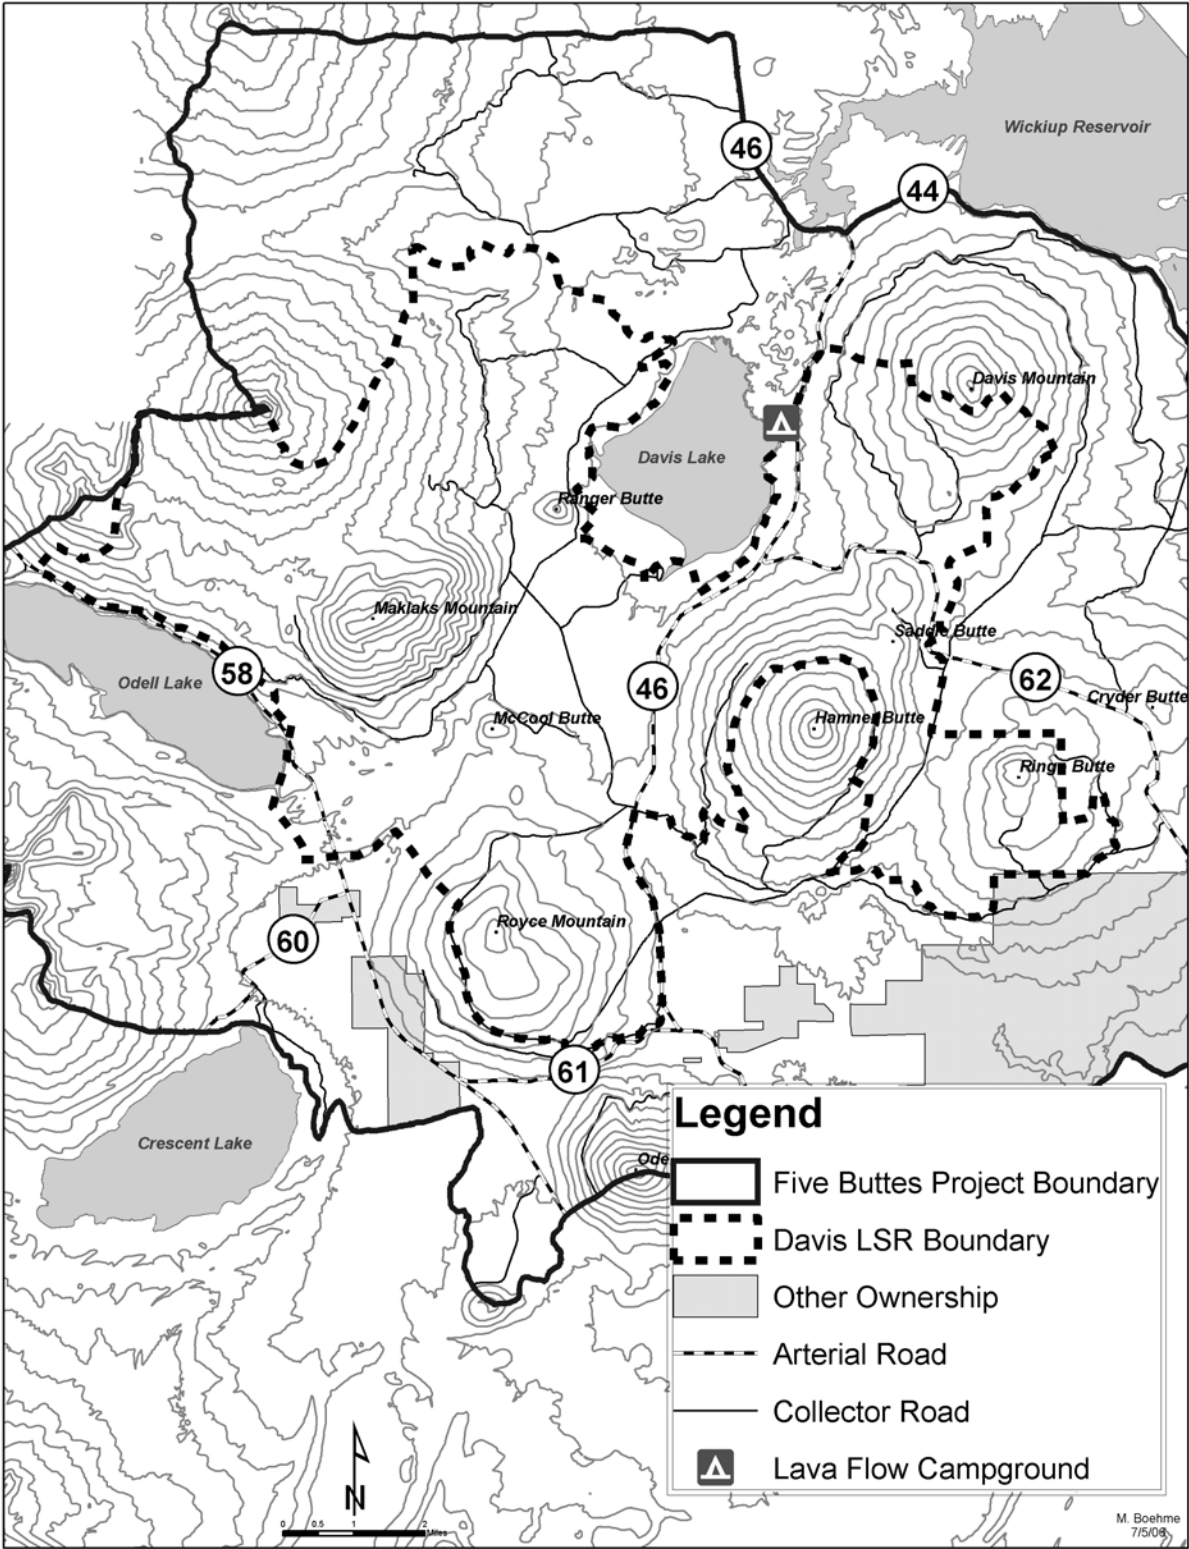 Wickiup Reservoir
46
44
Davis Mountain
Davis Lake
Ranger Butte
Maklaks Mountain
Saddle Butte
58
Odell Lake
46
62
Cryder Butte
McCool Butte
Hamner Butte
Ringo Butte
Royce Mountain
60
61
Crescent Lake
Ode
Legend
Five Buttes Project Boundary
Davis LSR Boundary
Other Ownership
Arterial Road
Collector Road
Lava Flow Campground
N
0 0.5 1 2
Miles
M. Boehme